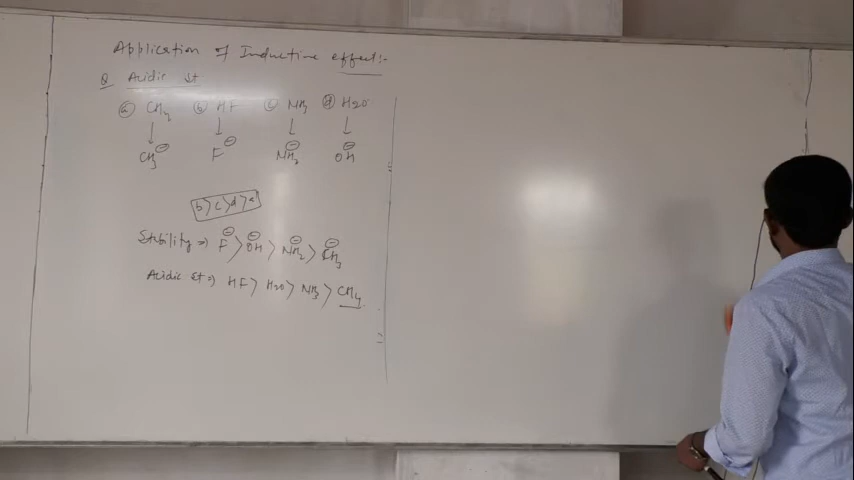 Application of Inductive effect:-
Q Acidic St
(a) CH4 (b) HF (c) NH3 (d) H2O
↓ ↓ ↓ ↓
CH3⊖ F⊖ NH2⊖ OH⊖
b>c>d>a
Stability ⇒ F⊖ > OH⊖ > NH2⊖ > CH3⊖
Acidic St ⇒ HF > H2O > NH3 > CH4